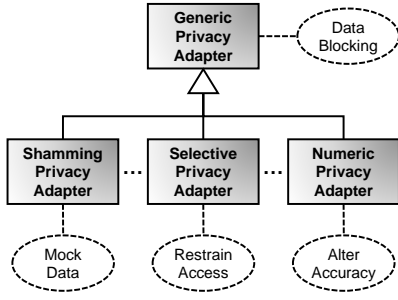 Generic
Privacy
Adapter
Data
Blocking
Shamming
Privacy
Adapter
...
Selective
Privacy
Adapter
...
Numeric
Privacy
Adapter
Mock
Data
Restrain
Access
Alter
Accuracy